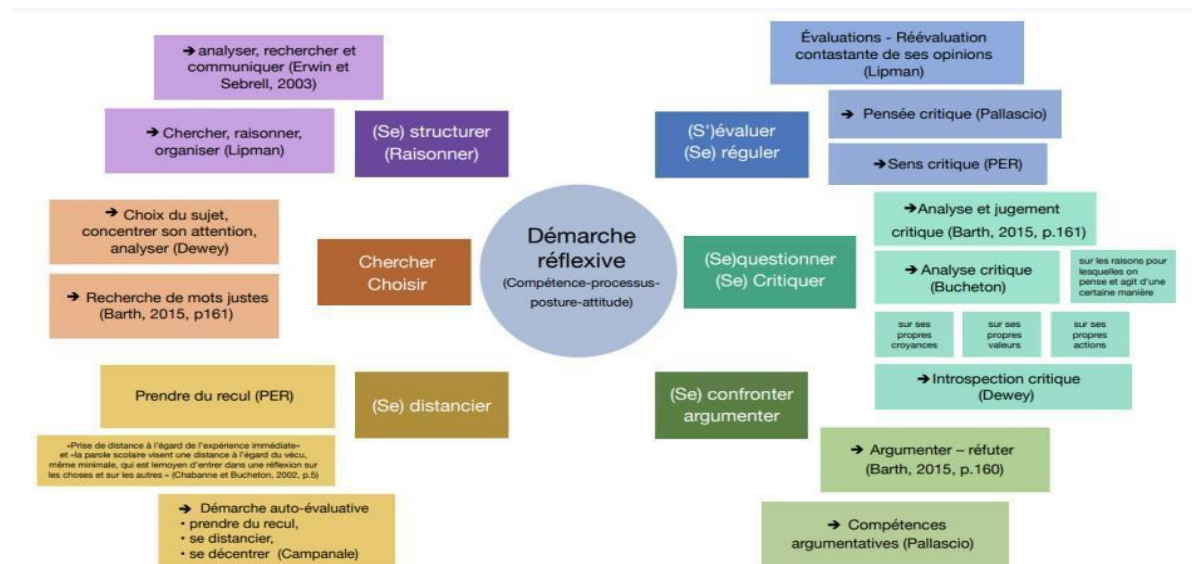 ➔ analyser, rechercher et
communiquer (Erwin et
Sebrell, 2003)
➔ Chercher, raisonner,
organiser (Lipman)
(Se) structurer
(Raisonner)
➔ Choix du sujet,
concentrer son attention,
analyser (Dewey)
➔ Recherche de mots justes
(Barth, 2015, p161)
Chercher
Choisir
Prendre du recul (PER)
«Prise de distance à l'égard de l'expérience immédiate»
et «la parole scolaire visent une distance à l'égard du vécu,
même minimale, qui est lemoyen d'entrer dans une réflexion sur
les choses et sur les autres » (Chabanne et Bucheton, 2002, p.5)
➔ Démarche auto-évaluative
• prendre du recul,
• se distancier,
• se décentrer (Campanale)
(Se) distancier
Démarche
réflexive
(Compétence-processus-
posture-attitude)
Évaluations - Réévaluation
contastante de ses opinions
(Lipman)
➔ Pensée critique (Pallascio)
➔Sens critique (PER)
(S')évaluer
(Se) réguler
(Se)questionner
(Se) Critiquer
➔Analyse et jugement
critique (Barth, 2015, p.161)
➔ Analyse critique
(Bucheton)
sur les raisons pour
lesquelles on
pense et agit d'une
certaine manière
sur ses
propres
croyances
sur ses
propres
valeurs
sur ses
propres
actions
➔Introspection critique
(Dewey)
(Se) confronter
argumenter
➔ Argumenter – réfuter
(Barth, 2015, p.160)
➔ Compétences
argumentatives (Pallascio)